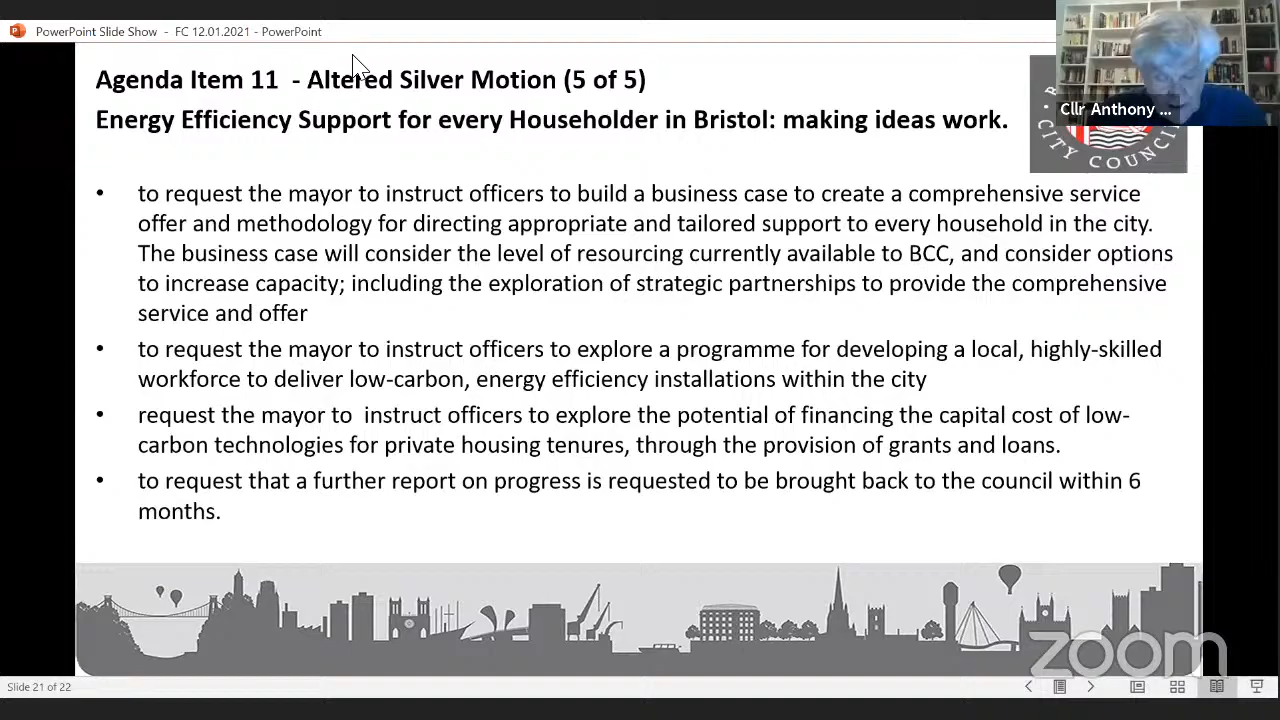 PowerPoint Slide Show - FC 12.01.2021 - PowerPoint
Agenda Item 11 - Altered Silver Motion (5 of 5)
Cllr Anthony ...
Energy Efficiency Support for every Householder in Bristol: making ideas work.
CITY COUNCIL
• to request the mayor to instruct officers to build a business case to create a comprehensive service
offer and methodology for directing appropriate and tailored support to every household in the city.
The business case will consider the level of resourcing currently available to BCC, and consider options
to increase capacity; including the exploration of strategic partnerships to provide the comprehensive
service and offer
• to request the mayor to instruct officers to explore a programme for developing a local, highly-skilled
workforce to deliver low-carbon, energy efficiency installations within the city
• request the mayor to  instruct officers to explore the potential of financing the capital cost of low-
carbon technologies for private housing tenures, through the provision of grants and loans.
• to request that a further report on progress is requested to be brought back to the council within 6
months.
zoom
Slide 21 of 22